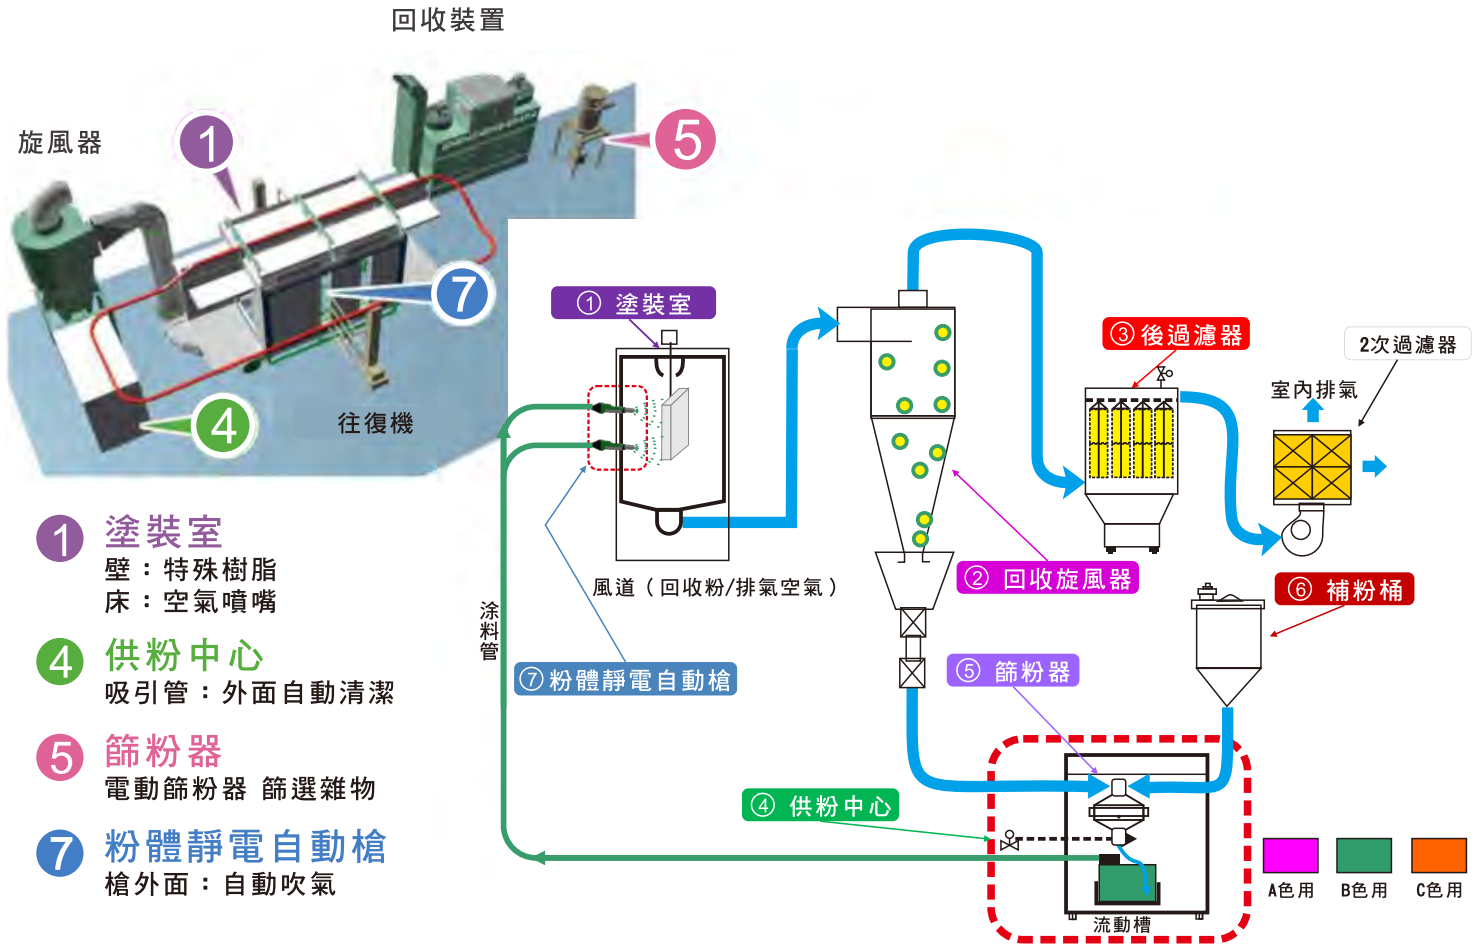 回收裝置
旋風器
1
5
7
4
往復機
1 塗裝室
壁：特殊樹脂
床：空氣噴嘴
4 供粉中心
吸引管：外面自動清潔
5 篩粉器
電動篩粉器 篩選雜物
7 粉體靜電自動槍
槍外面：自動吹氣
① 塗裝室
③後過濾器
2次過濾器
室內排氣
風道（回收粉/排氣空氣）
② 回收旋風器
⑥ 補粉桶
涂料管
⑦粉體靜電自動槍
⑤ 篩粉器
④ 供粉中心
流動槽
A色用
B色用
C色用